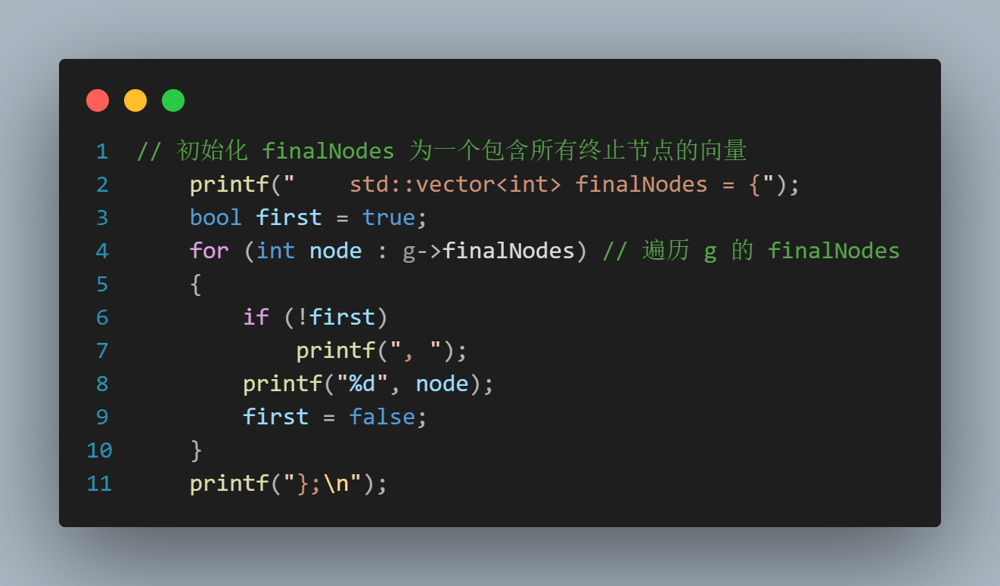 1 // 初始化 finalNodes 为一个包含所有终止节点的向量
2     printf("    std::vector<int> finalNodes = {");
3     bool first = true;
4     for (int node : g->finalNodes) // 遍历 g 的 finalNodes
5     {
6         if (!first)
7             printf(", ");
8         printf("%d", node);
9         first = false;
10     }
11     printf("};\n");